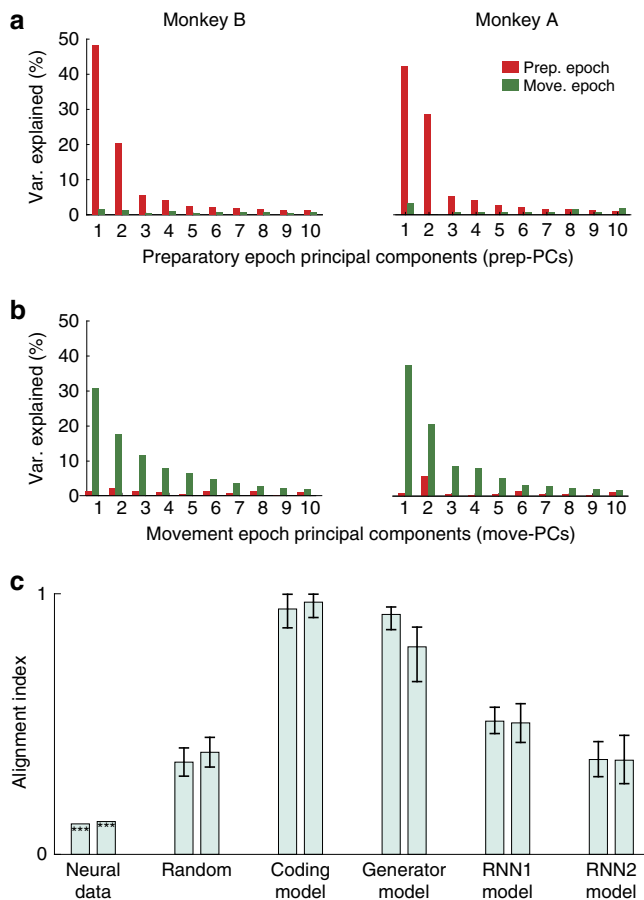 a
Monkey B
Monkey A
Var. explained (%)
50
40
30
20
10
0
Prep. epoch
Move. epoch
1 2 3 4 5 6 7 8 9 10
1 2 3 4 5 6 7 8 9 10
Preparatory epoch principal components (prep-PCs)
b
Var. explained (%)
50
40
30
20
10
0
1 2 3 4 5 6 7 8 9 10
1 2 3 4 5 6 7 8 9 10
Movement epoch principal components (move-PCs)
c
Alignment index
1
0
*** ***
Neural data
Random
Coding model
Generator model
RNN1 model
RNN2 model